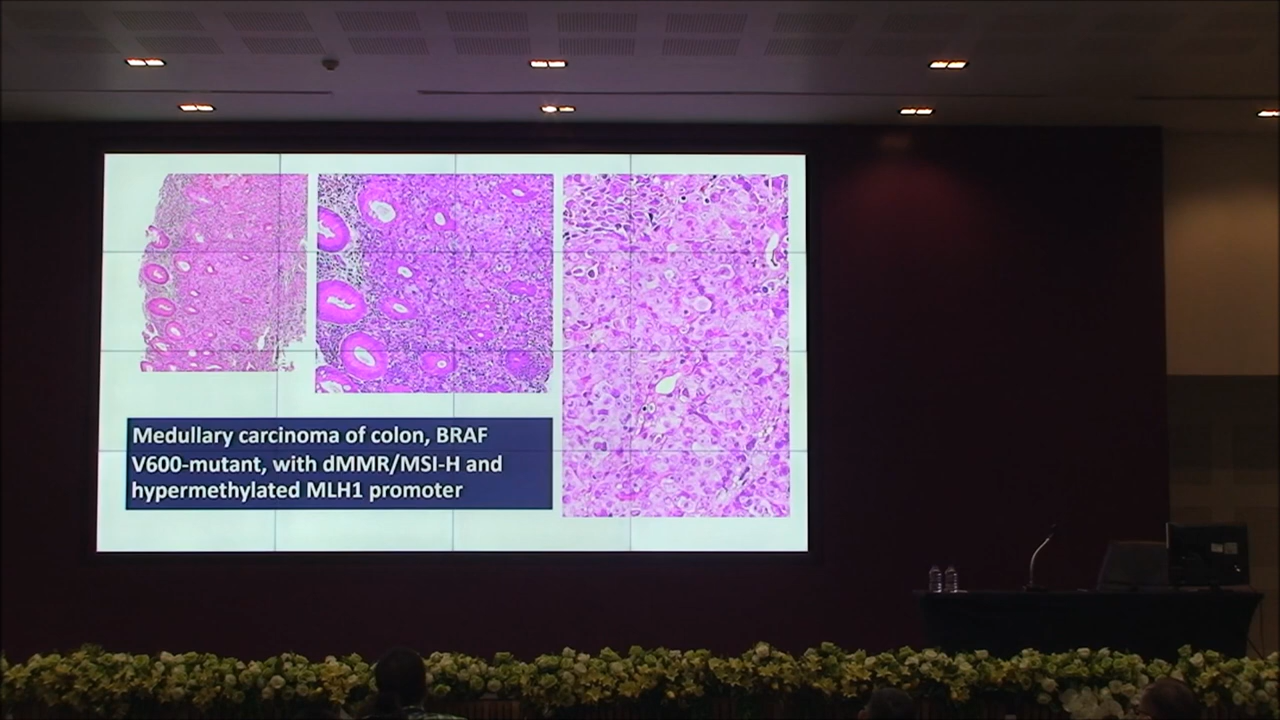 Medullary carcinoma of colon, BRAF
V600-mutant, with dMMR/MSI-H and
hypermethylated MLH1 promoter